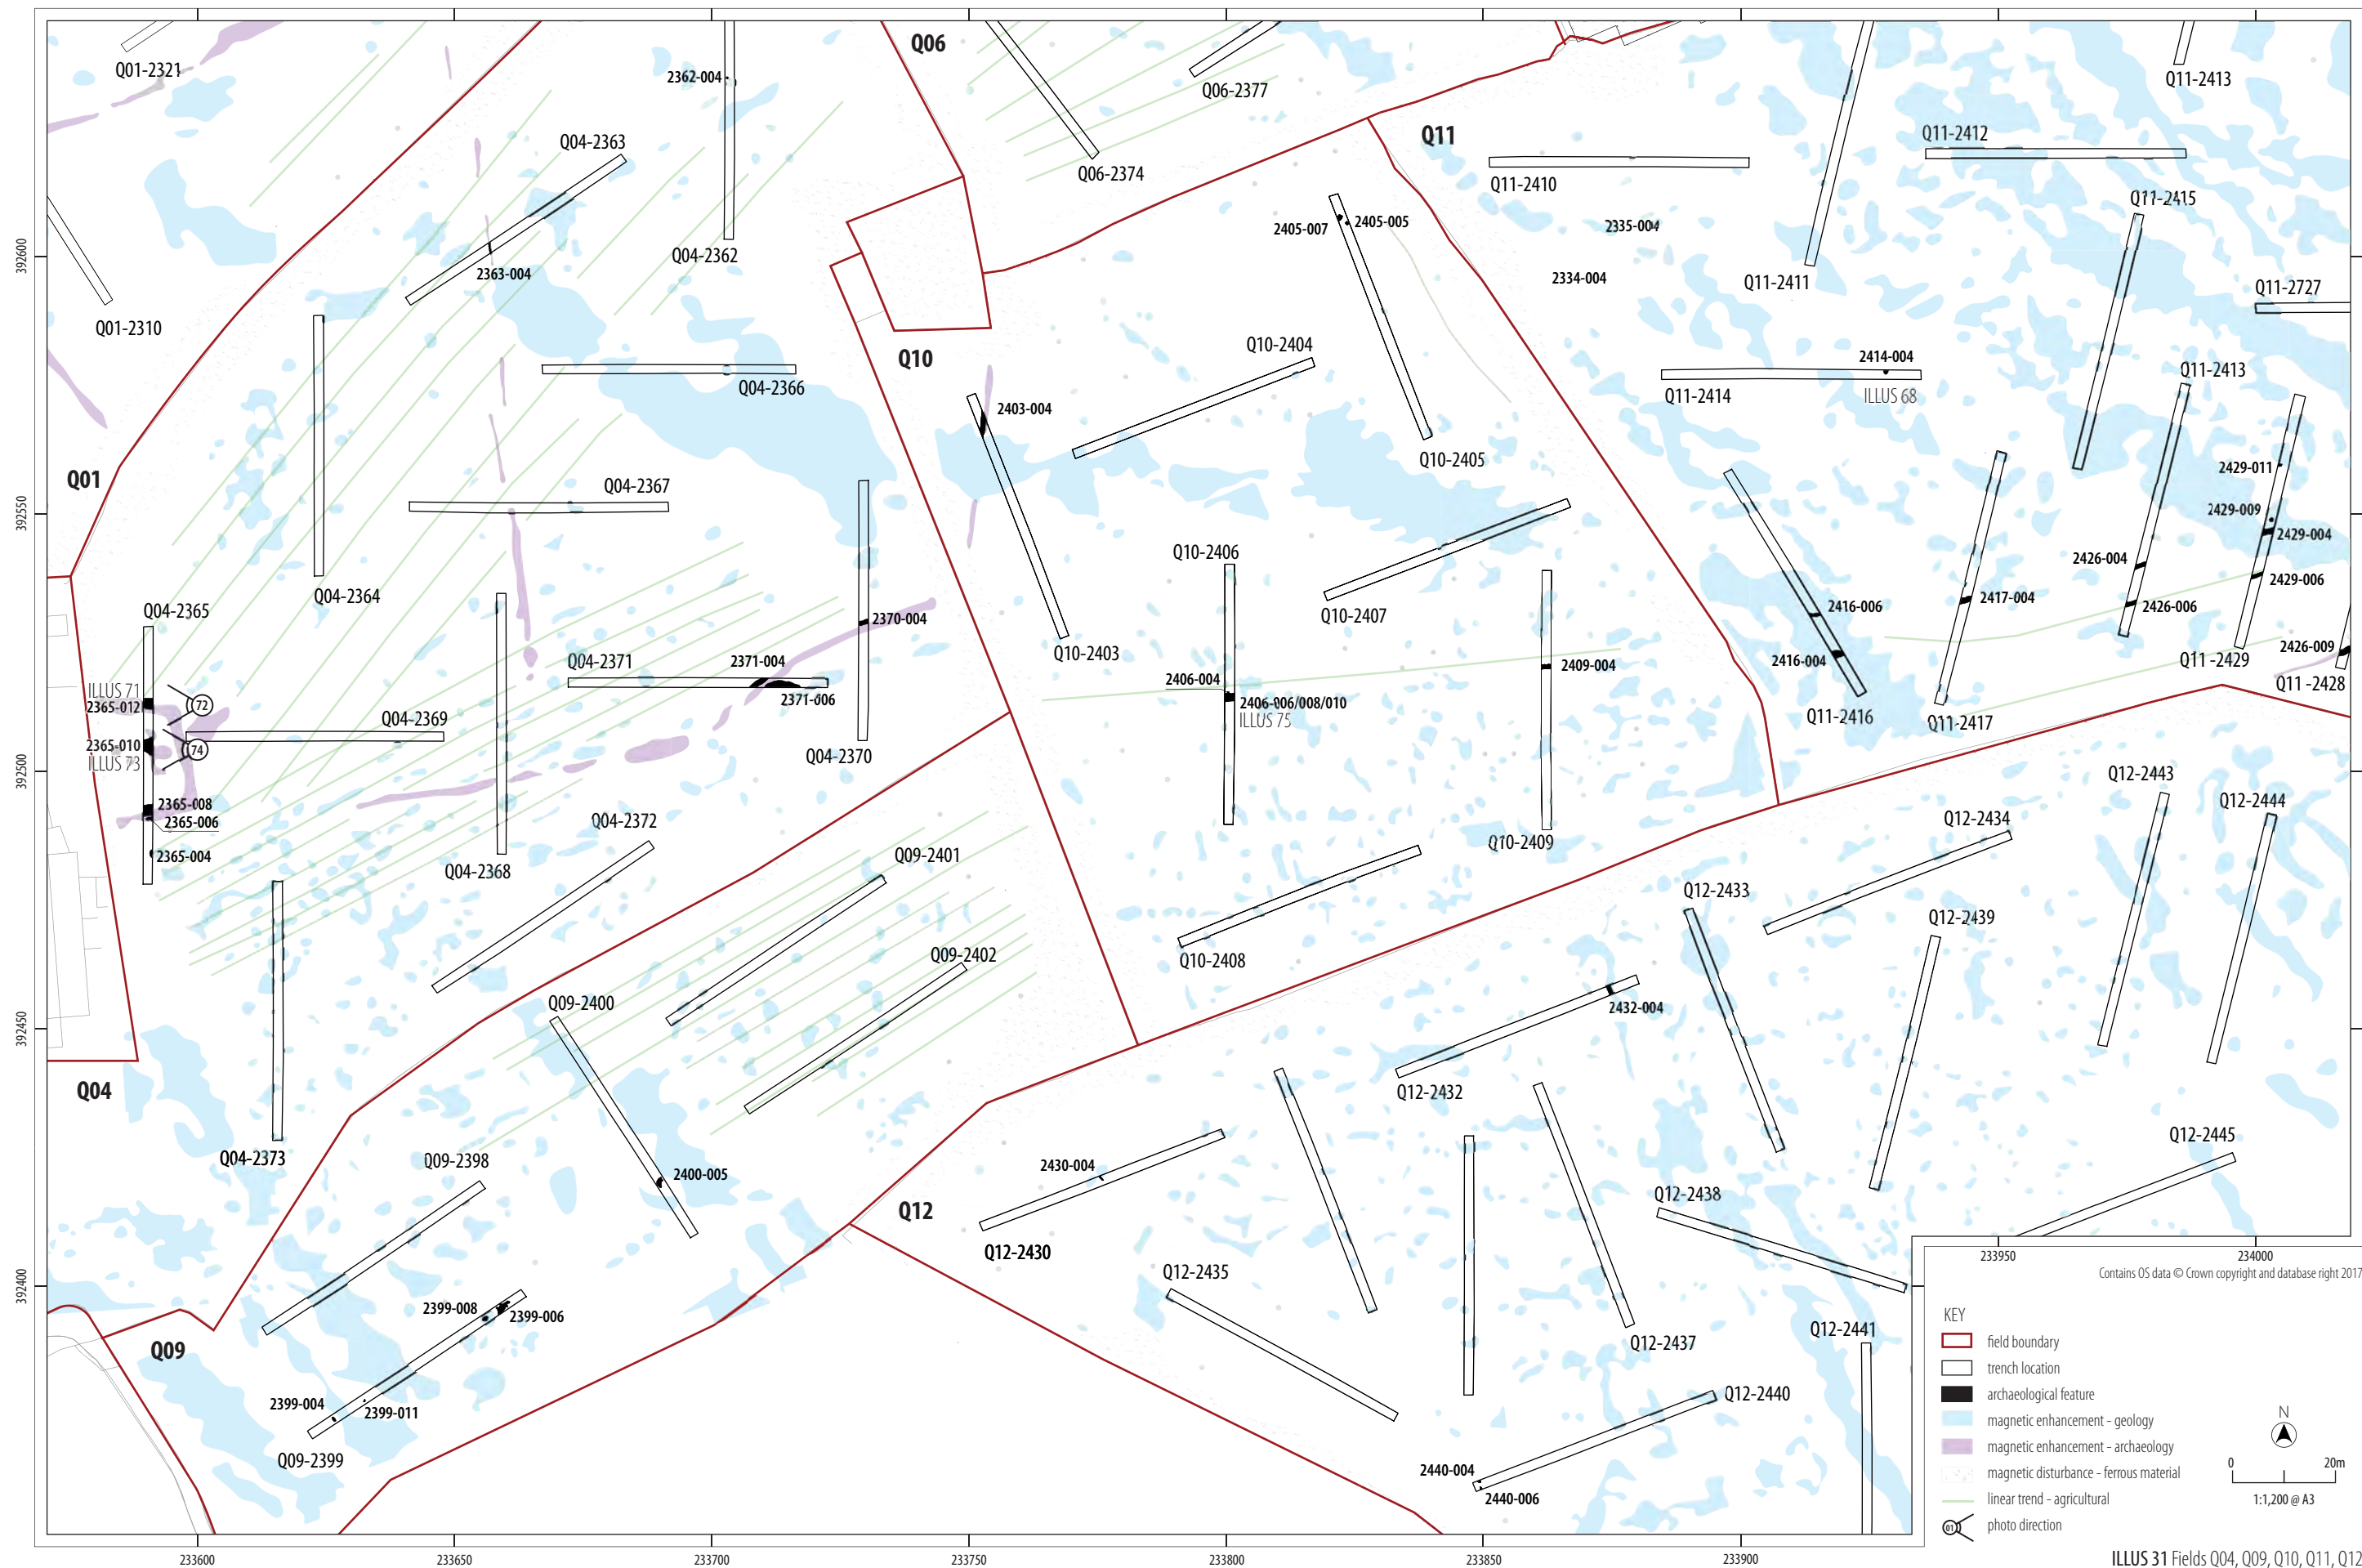 Q06
Q01-2321
2362-004
Q06-2377
Q11-2413
Q11
Q11-2412
Q04-2363
Q06-2374
Q11-2410
Q11-2415
392600
2405-007
2405-005
2335-004
Q04-2362
2363-004
2334-004
Q11-2411
Q11-2727
Q01-2310
Q10
Q10-2404
2414-004
Q11-2413
Q04-2366
Q11-2414
ILLUS 68
2403-004
Q10-2405
Q01
2429-011
Q04-2367
392550
2429-009
2429-004
Q10-2406
2426-004
2429-006
Q04-2364
Q04-2365
Q10-2407
2416-006
2417-004
2426-006
2370-004
Q10-2403
Q04-2371
2371-004
2409-004
2426-009
2416-004
Q11-2429
2406-004
Q11-2428
ILLUS 71
2365-012
72
2371-006
2406-006/008/010
ILLUS 75
Q04-2369
Q11-2416
Q11-2417
2365-010
74
ILLUS 73
Q04-2370
392500
Q12-2443
2365-008
Q12-2444
2365-006
Q04-2372
Q12-2434
Q10-2409
2365-004
Q09-2401
Q04-2368
Q12-2433
Q12-2439
Q09-2402
Q10-2408
Q09-2400
2432-004
392450
Q04
Q12-2432
Q12-2445
Q04-2373
Q09-2398
2430-004
2400-005
Q12-2438
Q12
Q12-2430
Q12-2435
392400
233950
234000
Contains OS data © Crown copyright and database right 2017
2399-008
2399-006
KEY
Q12-2441
field boundary
Q09
Q12-2437
trench location
archaeological feature
Q12-2440
2399-004
2399-011
magnetic enhancement - geology
N
magnetic enhancement - archaeology
Q09-2399
2440-004
magnetic disturbance - ferrous material
0
20m
2440-006
linear trend - agricultural
1:1,200 @ A3
01
photo direction
233600
233650
233700
233750
233800
233850
233900
ILLUS 31 Fields Q04, Q09, Q10, Q11, Q12